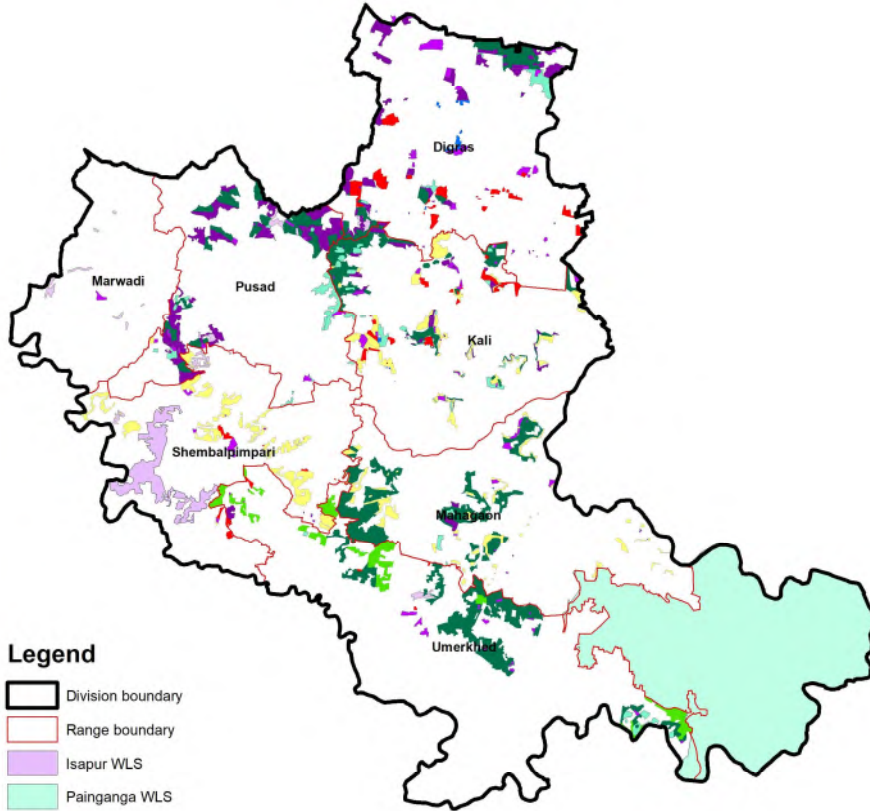 Digras
Marwadi
Pusad
Kali
Shembalpimpari
Mahagaon
Umerkhed
Legend
Division boundary
Range boundary
Isapur WLS
Painganga WLS